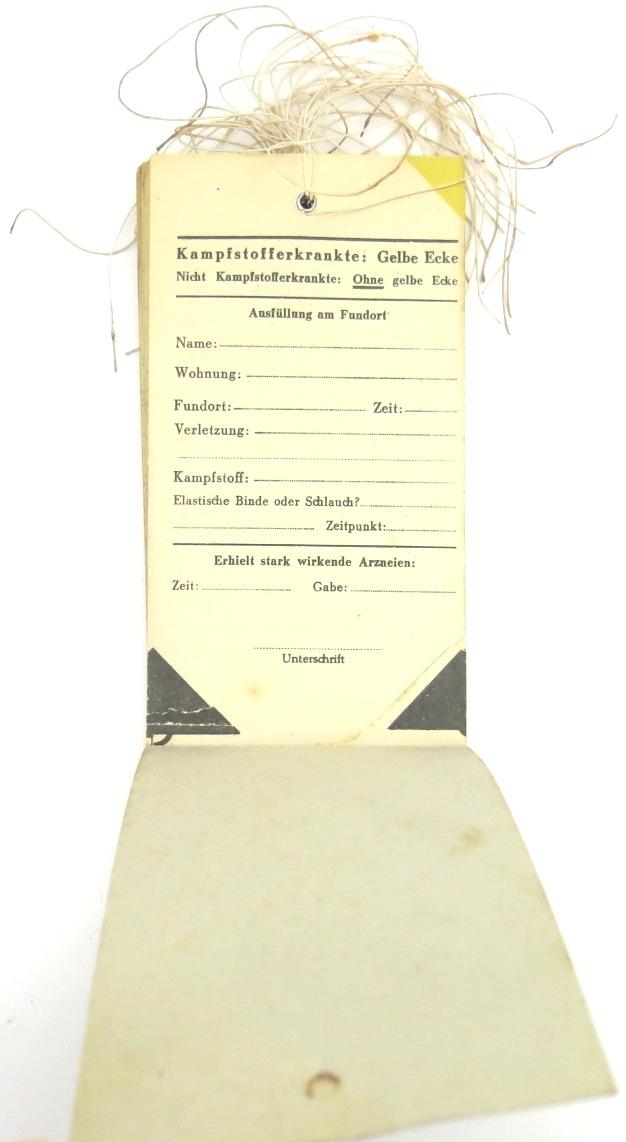 Kampfstofferkrankte: Gelbe Ecke
Nicht Kampfstofferkrankte: Ohne gelbe Ecke
Ausfüllung am Fundort
Name:
Wohnung:
Fundort: Zeit:
Verletzung:
Kampfstoff:
Elastische Binde oder Schlauch?
Zeitpunkt:
Erhielt stark wirkende Arzneien:
Zeit: Gabe:
Unterschrift